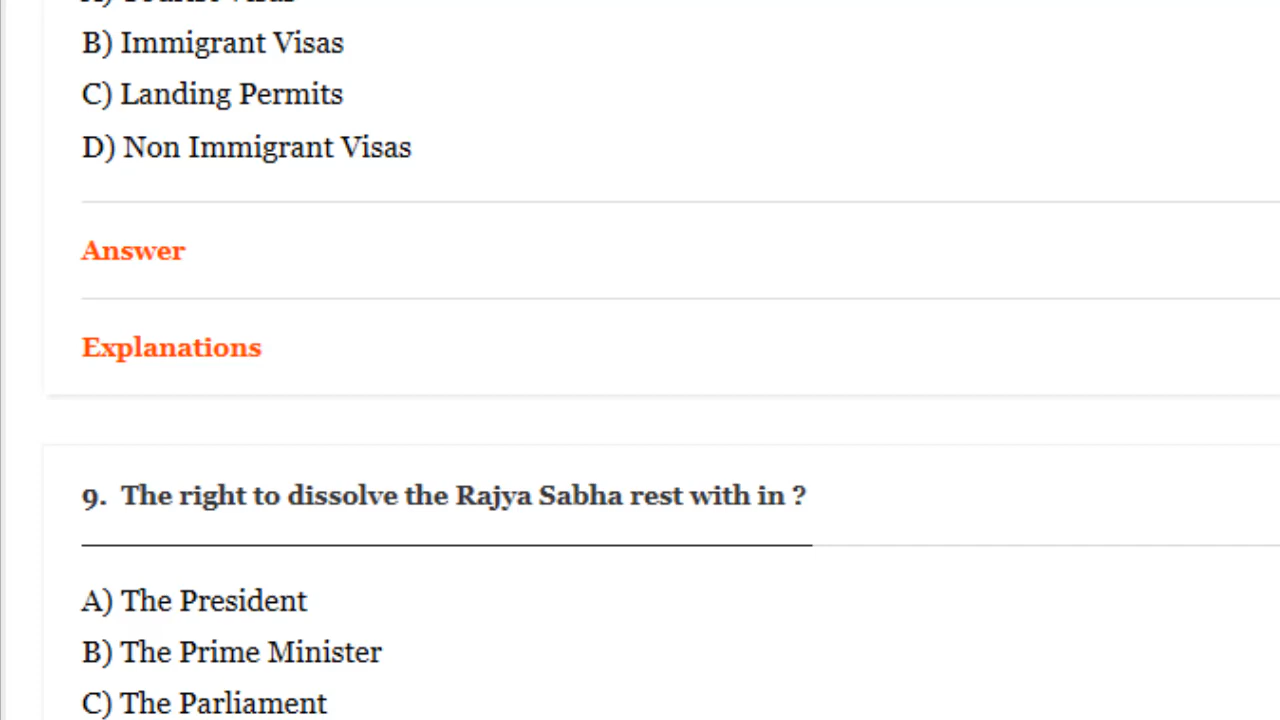 B) Immigrant Visas
C) Landing Permits
D) Non Immigrant Visas
Answer
Explanations
9. The right to dissolve the Rajya Sabha rest with in ?
A) The President
B) The Prime Minister
C) The Parliament